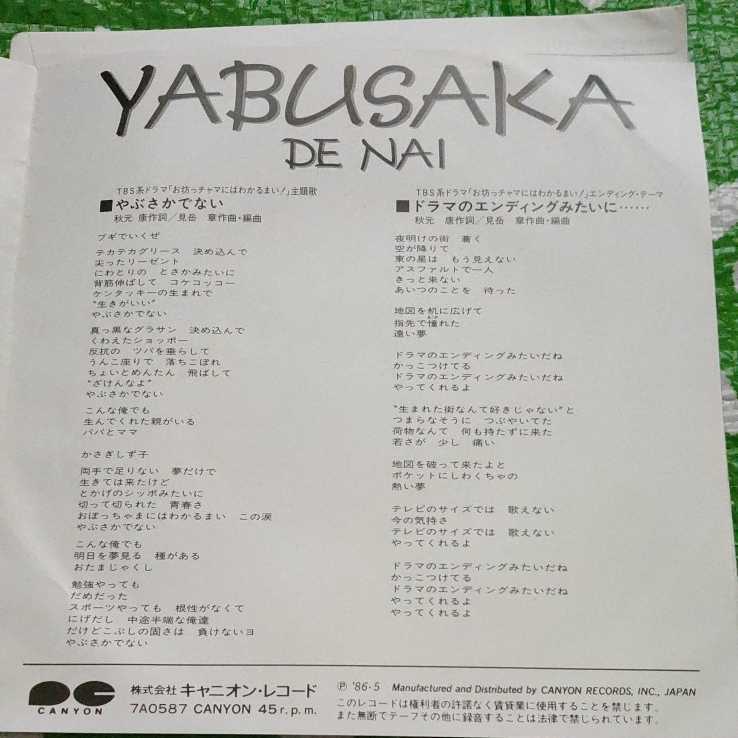 YABUSAKA
DE NAI
TBS系ドラマ「お坊っチャマにはわかるまい!」主題歌
■やぶさかでない
秋元 康作詞/見岳 章作曲・編曲
ブギでいくぜ
テカテカグリース 決め込んで
尖ったリーゼント
にわとりの とさかみたいに
背筋伸ばして コケコッコー
ケンタッキーの生まれで
“生きがいい”
やぶさかでない
真っ黒なグラサン 決め込んで
くわえたショッポー
反抗の ツバを垂らして
うんこ座りで 落ちこぼれ
ちょいとめんたん 飛ばして
“ざけんなよ”
やぶさかでない
こんな俺でも
生んでくれた親がいる
パパとママ
かさぎしず子
両手で足りない 夢だけで
生きては来たけど
とかげのシッポみたいに
切って切られた 青春さ
おぼっちゃまにはわかるまい この涙
やぶさかでない
こんな俺でも
明日を夢見る 種がある
おたまじゃくし
勉強やっても
だめだった
スポーツやっても 根性がなくて
にげだし 中途半端な俺達
だけどこぶしの固さは 負けないヨ
やぶさかでない
TBS系ドラマ「お坊っチャマにはわかるまい!」エンディング・テーマ
■ドラマのエンディングみたいに……
秋元 康作詞/見岳 章作曲・編曲
夜明けの街 蒼く
空が降りて
東の星は もう見えない
アスファルトで一人
きっと来ない
あいつのことを 待った
地図を机に広げて
指先で憧れた
遠い夢
ドラマのエンディングみたいだね
かっこつけてる
ドラマのエンディングみたいだね
やってくれるよ
“生まれた街なんて好きじゃない”と
つまらなそうに つぶやいてた
荷物なんて 何も持たずに来た
若さが 少し 痛い
地図を破って来たよと
ポケットにしわくちゃの
熱い夢
テレビのサイズでは 歌えない
今の気持さ
テレビのサイズでは 歌えない
やってくれるよ
ドラマのエンディングみたいだね
かっこつけてる
ドラマのエンディングみたいだね
やってくれるよ
やってくれるよ
CANYON
株式会社 キャニオン・レコード
7A0587 CANYON 45r.p.m.
Ⓟ '86・5 Manufactured and Distributed by CANYON RECORDS, INC., JAPAN
このレコードは権利者の許諾なく賃貸業に使用することを禁じます。
また無断でテープその他に録音することは法律で禁じられています。